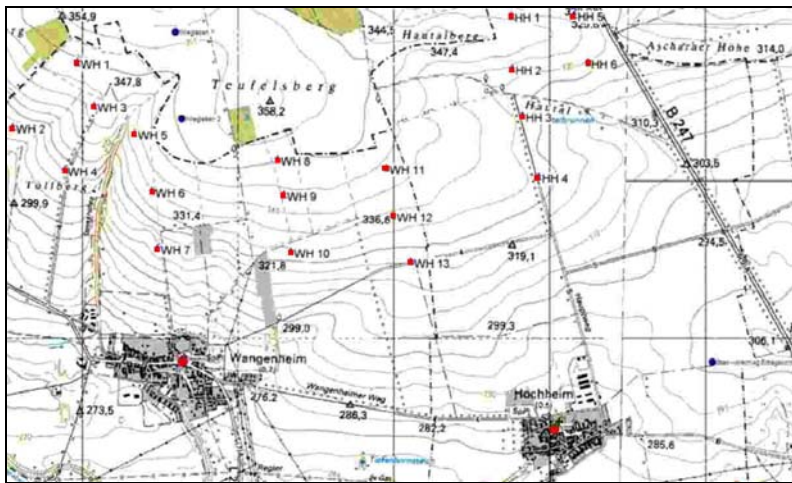 354,9
344,5
HH 1
HH 5
Hautalberg
347,4
Ascharaer Höhe
314,0
WH 1
HH 2
HH 6
347,8
WH 3
Teufelsberg
358,2
HH 3
Hartal
B 247
310,3
WH 2
WH 5
WH 4
WH 8
WH 11
HH 4
303,5
Tollberg
WH 6
WH 9
299,9
331,4
336,6
WH 12
WH 7
WH 10
321,8
WH 13
319,1
274,5
299,0
299,3
306,1
Wangenheim
276,2
Wangenheimer Weg
286,3
Hochheim
273,5
282,2
285,6